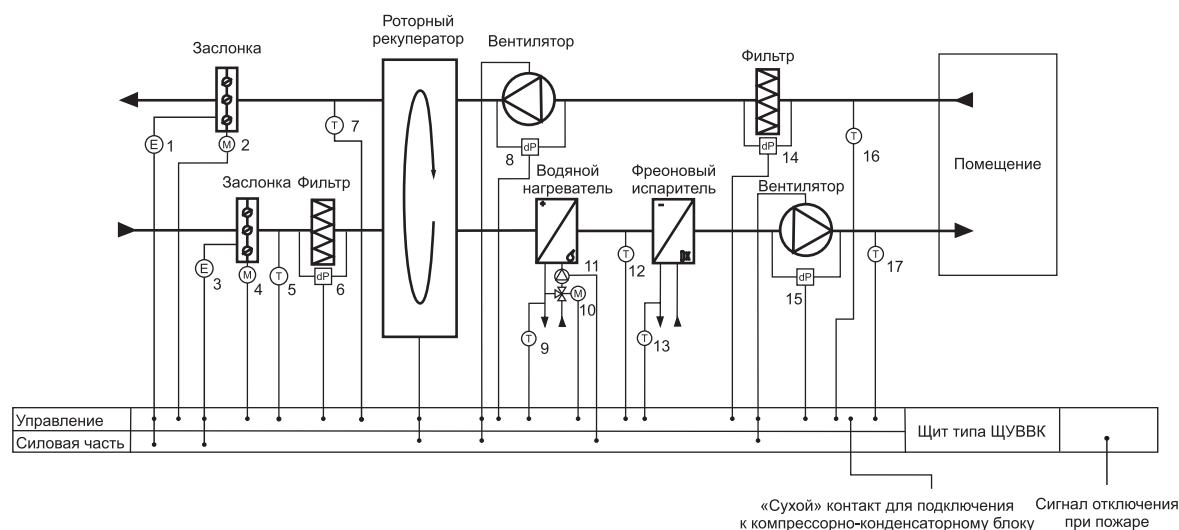 Роторный
рекуператор
Заслонка
Вентилятор
Фильтр
E 1
M 2
T 7
dP
8
dP
14
T
16
Помещение
Заслонка
Фильтр
Водяной
нагреватель
Фреоновый
испаритель
Вентилятор
+
-
E
3
M
4
T
5
dP
6
11
M
10
T
12
T
9
T
13
dP
15
T
17
Управление
Силовая часть
Щит типа ЩУВВК
«Сухой» контакт для подключения
к компрессорно-конденсаторному блоку
Сигнал отключения
при пожаре